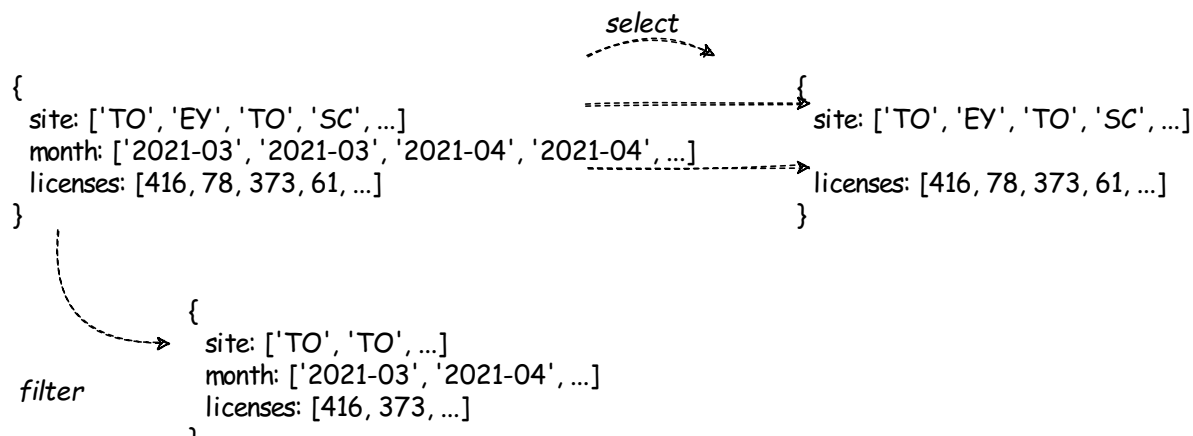 select
{
site: ['TO', 'EY', 'TO', 'SC', ...]
month: ['2021-03', '2021-03', '2021-04', '2021-04', ...]
licenses: [416, 78, 373, 61, ...]
}
{
site: ['TO', 'EY', 'TO', 'SC', ...]
licenses: [416, 78, 373, 61, ...]
}
filter
{
site: ['TO', 'TO', ...]
month: ['2021-03', '2021-04', ...]
licenses: [416, 373, ...]
}